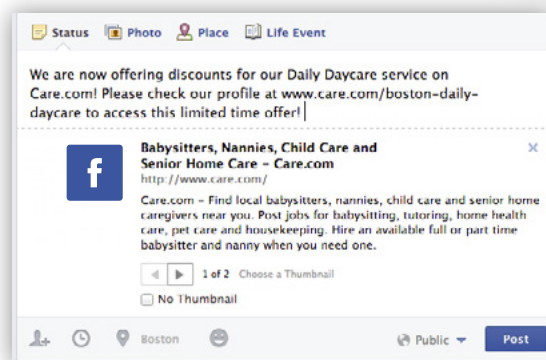 Status Photo Place Life Event
We are now offering discounts for our Daily Daycare service on
Care.com! Please check our profile at www.care.com/boston-daily-
daycare to access this limited time offer!
f
Babysitters, Nannies, Child Care and
Senior Home Care – Care.com
http://www.care.com/
Care.com – Find local babysitters, nannies, child care and senior home
caregivers near you. Post jobs for babysitting, tutoring, home health
care, pet care and housekeeping. Hire an available full or part time
babysitter and nanny when you need one.
1 of 2 Choose a Thumbnail
No Thumbnail
Boston Public Post